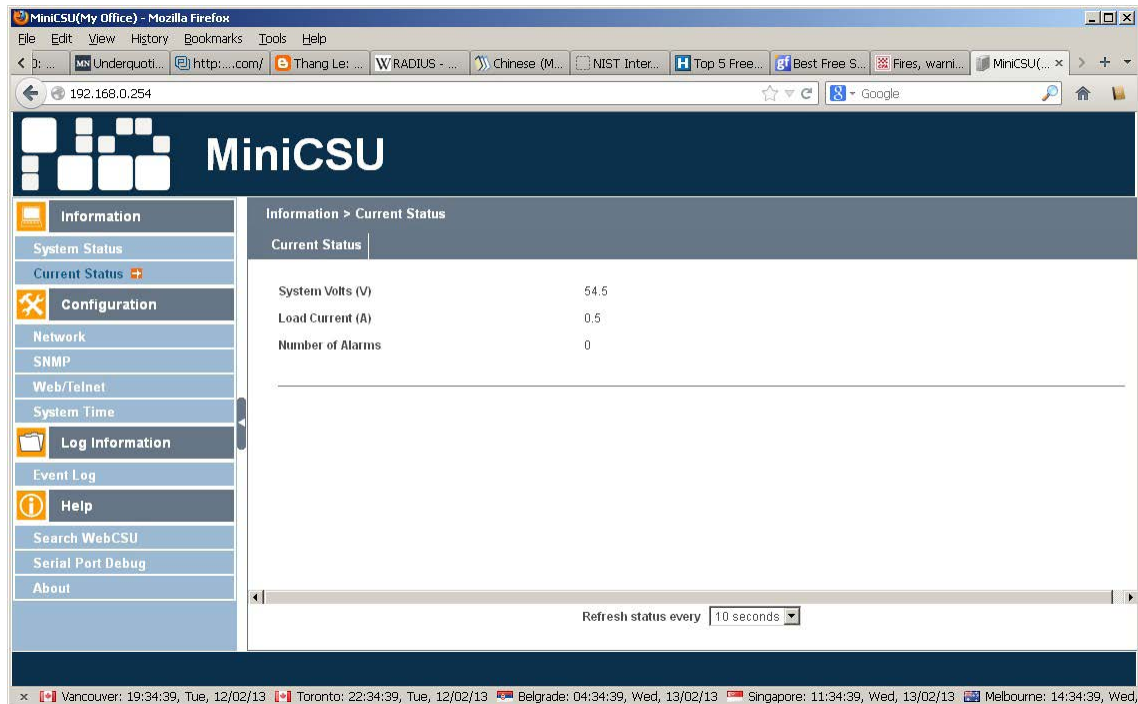 MiniCSU(My Office) - Mozilla Firefox
File Edit View History Bookmarks Tools Help
MN Underquoti... http:....com/ Thang Le: ... W RADIUS - ... Chinese (M... NIST Inter... H Top 5 Free... gf Best Free S... Fires, warni... MiniCSU(... ×
192.168.0.254 8 Google
MiniCSU
Information
System Status
Current Status
Configuration
Network
SNMP
Web/Telnet
System Time
Log Information
Event Log
Help
Search WebCSU
Serial Port Debug
About
Information > Current Status
Current Status
System Volts (V) 54.5
Load Current (A) 0.5
Number of Alarms 0
Refresh status every 10 seconds
× Vancouver: 19:34:39, Tue, 12/02/13 Toronto: 22:34:39, Tue, 12/02/13 Belgrade: 04:34:39, Wed, 13/02/13 Singapore: 11:34:39, Wed, 13/02/13 Melbourne: 14:34:39, Wed,